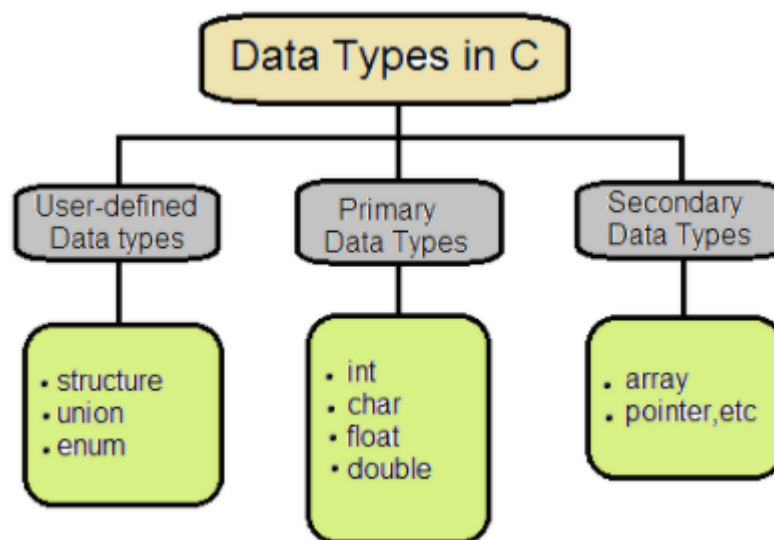 Data Types in C
User-defined
Data types
Primary
Data Types
Secondary
Data Types
• structure
• union
• enum
• int
• char
• float
• double
• array
• pointer,etc